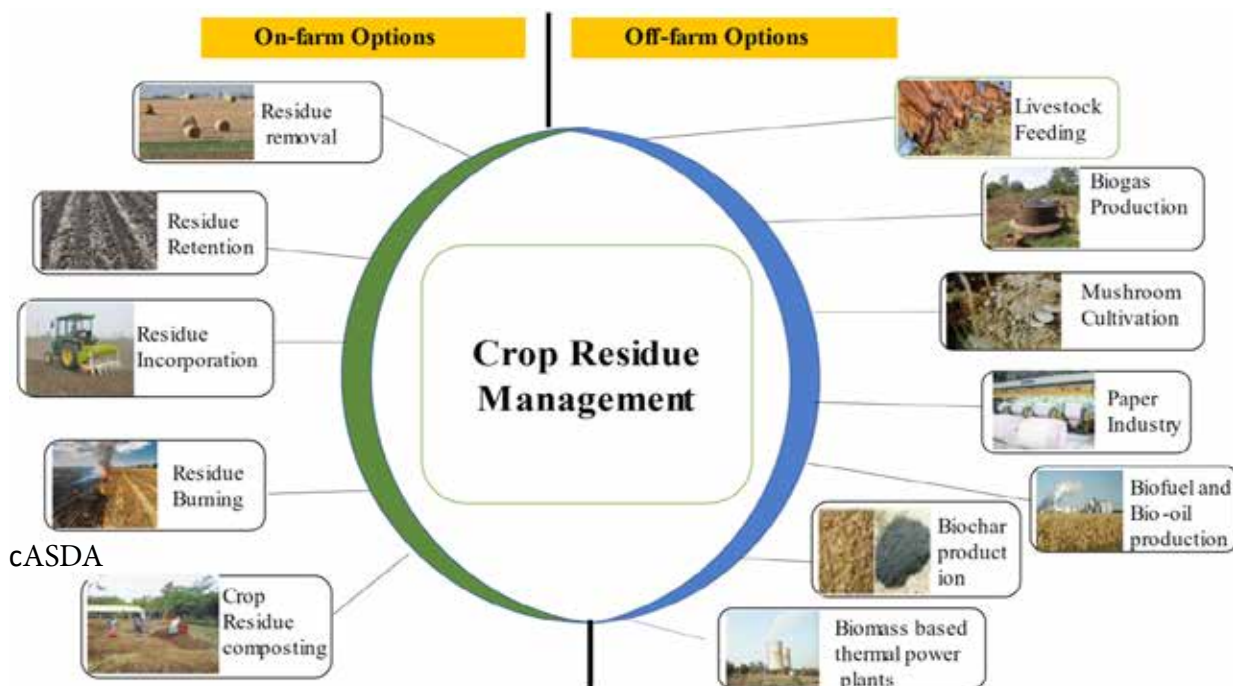 On-farm Options
Off-farm Options
Residue
removal
Residue
Retention
Residue
Incorporation
Residue
Burning
cASDA
Crop
Residue
composting
Crop Residue
Management
Livestock
Feeding
Biogas
Production
Mushroom
Cultivation
Paper
Industry
Biofuel and
Bio-oil
production
Biochar
product
ion
Biomass based
thermal power
plants